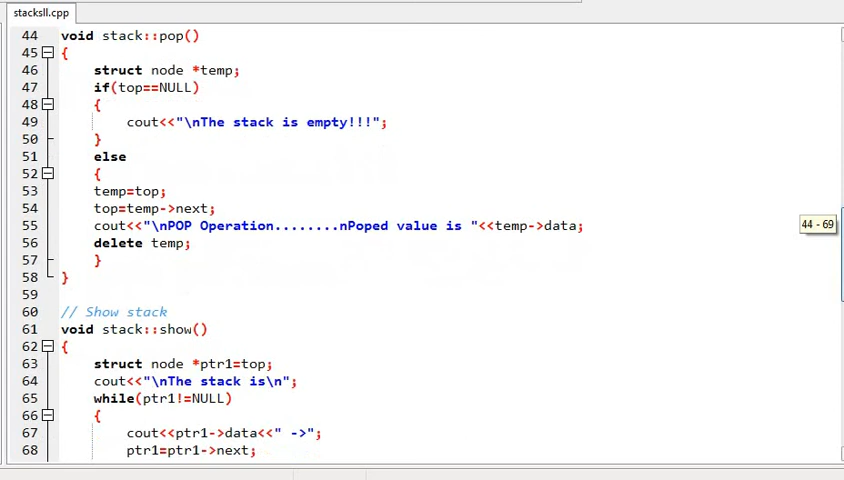 stacksll.cpp
44 void stack::pop()
45 {
46 struct node *temp;
47 if(top==NULL)
48 {
49 cout<<"\nThe stack is empty!!!";
50 }
51 else
52 {
53 temp=top;
54 top=temp->next;
55 cout<<"\nPOP Operation........nPoped value is "<<temp->data;
44 - 69
56 delete temp;
57 }
58 }
59
60 // Show stack
61 void stack::show()
62 {
63 struct node *ptr1=top;
64 cout<<"\nThe stack is\n";
65 while(ptr1!=NULL)
66 {
67 cout<<ptr1->data<<" ->";
68 ptr1=ptr1->next;